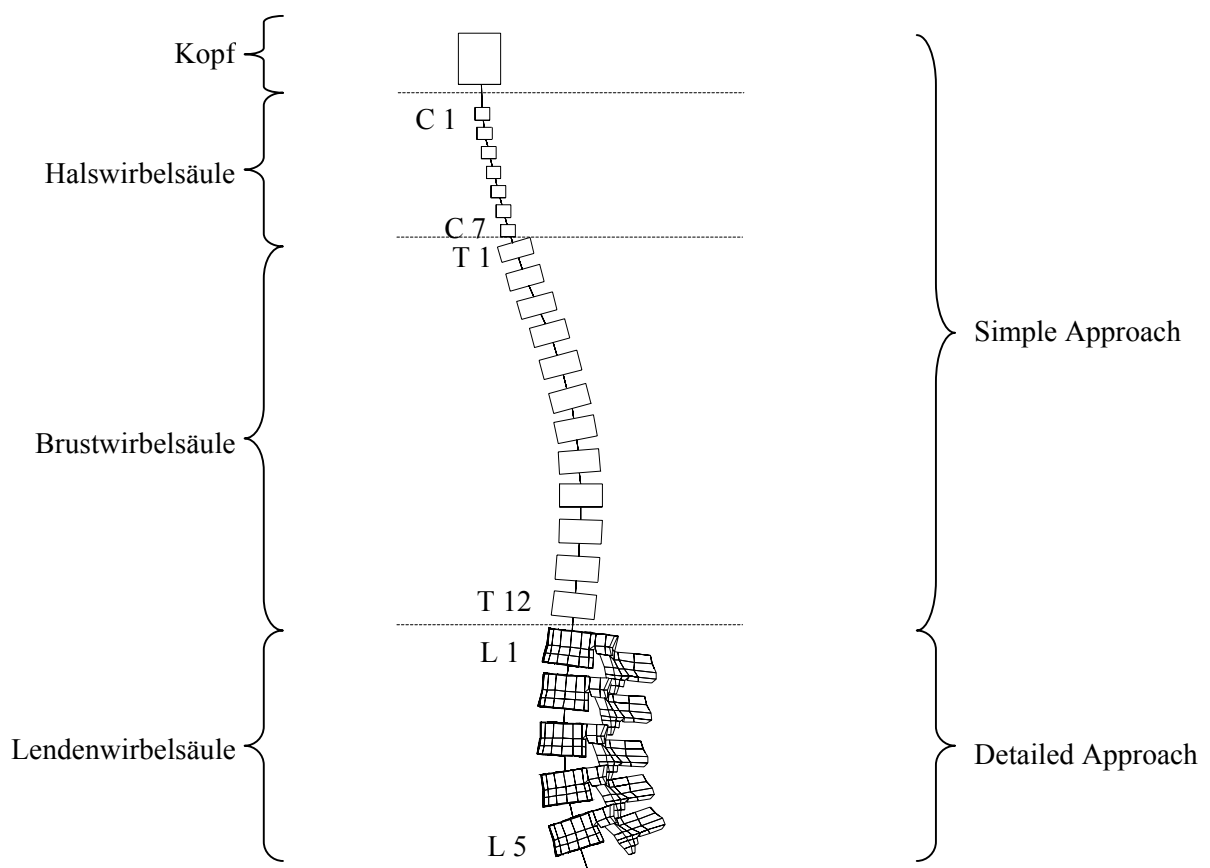 Kopf
C 1
Halswirbelsäule
C 7
T 1
Simple Approach
Brustwirbelsäule
T 12
L 1
Lendenwirbelsäule
Detailed Approach
L 5